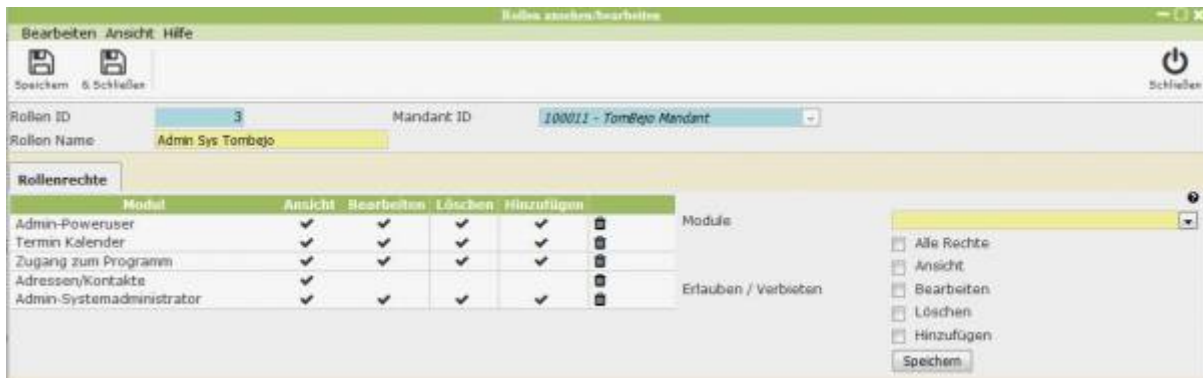 Rollen ansehen/bearbeiten
Bearbeiten Ansicht Hilfe
Speichern & Schließen Schließen
Rollen ID 3 Mandant ID 100011 - TomBejo Mandant
Rollen Name Admin Sys Tombejo
Rollenrechte
Modul Ansicht Bearbeiten Löschen Hinzufügen
Admin-Poweruser
Termin Kalender
Zugang zum Programm
Adressen/Kontakte
Admin-Systemadministrator
Module
Erlauben / Verbieten
Alle Rechte
Ansicht
Bearbeiten
Löschen
Hinzufügen
Speichern